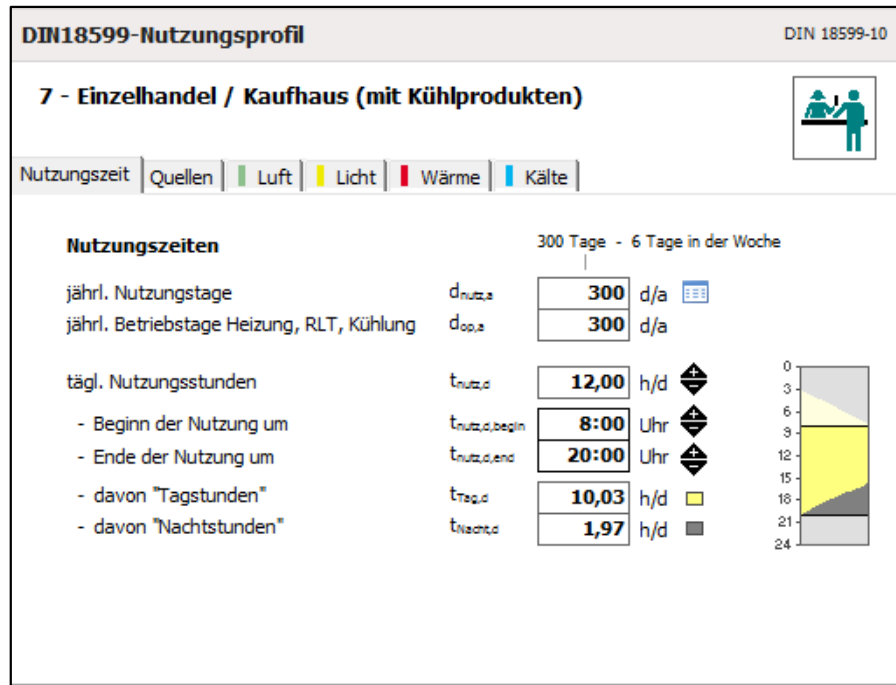 DIN18599-Nutzungsprofil DIN 18599-10
7 - Einzelhandel / Kaufhaus (mit Kühlprodukten)
Nutzungszeit Quellen Luft Licht Wärme Kälte
Nutzungszeiten 300 Tage - 6 Tage in der Woche
jährl. Nutzungstage dnutz,a 300 d/a
jährl. Betriebstage Heizung, RLT, Kühlung dop,a 300 d/a
tägl. Nutzungsstunden tnutz,d 12,00 h/d
- Beginn der Nutzung um tnutz,d,begin 8:00 Uhr
- Ende der Nutzung um tnutz,d,end 20:00 Uhr
- davon "Tagstunden" tTag,d 10,03 h/d
- davon "Nachtstunden" tNacht,d 1,97 h/d
0
3
6
9
12
15
18
21
24